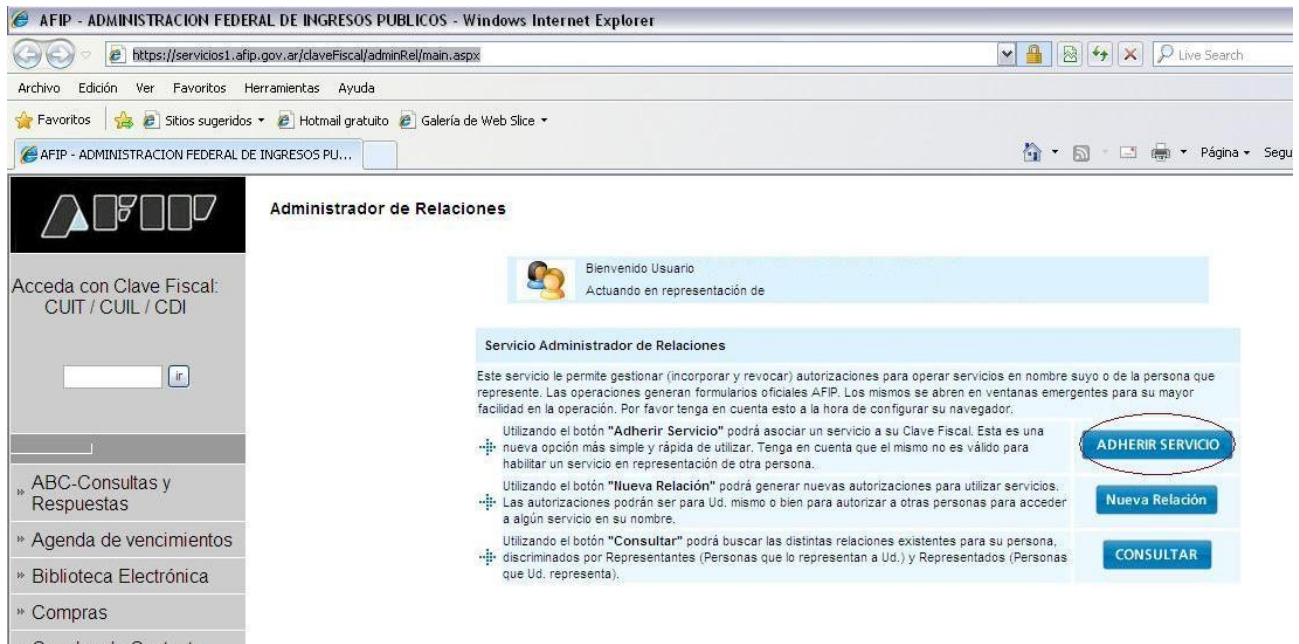 AFIP - ADMINISTRACION FEDERAL DE INGRESOS PUBLICOS - Windows Internet Explorer
https://servicios1.afip.gov.ar/claveFiscal/adminRel/main.aspx
Live Search
Archivo Edición Ver Favoritos Herramientas Ayuda
Favoritos Sitios sugeridos Hotmail gratuito Galería de Web Slice
AFIP - ADMINISTRACION FEDERAL DE INGRESOS PU... Página Segu
AFIP
Administrador de Relaciones
Bienvenido Usuario
Actuando en representación de
Acceda con Clave Fiscal:
CUIT / CUIL / CDI
ir
Servicio Administrador de Relaciones
Este servicio le permite gestionar (incorporar y revocar) autorizaciones para operar servicios en nombre suyo o de la persona que
represente. Las operaciones generan formularios oficiales AFIP. Los mismos se abren en ventanas emergentes para su mayor
facilidad en la operación. Por favor tenga en cuenta esto a la hora de configurar su navegador.
Utilizando el botón "Adherir Servicio" podrá asociar un servicio a su Clave Fiscal. Esta es una
nueva opción más simple y rápida de utilizar. Tenga en cuenta que el mismo no es válido para
habilitar un servicio en representación de otra persona.
ADHERIR SERVICIO
Utilizando el botón "Nueva Relación" podrá generar nuevas autorizaciones para utilizar servicios.
Las autorizaciones podrán ser para Ud. mismo o bien para autorizar a otras personas para acceder
a algún servicio en su nombre.
Nueva Relación
Utilizando el botón "Consultar" podrá buscar las distintas relaciones existentes para su persona,
discriminados por Representantes (Personas que lo representan a Ud.) y Representados (Personas
que Ud. representa).
CONSULTAR
» ABC-Consultas y
Respuestas
» Agenda de vencimientos
» Biblioteca Electrónica
» Compras